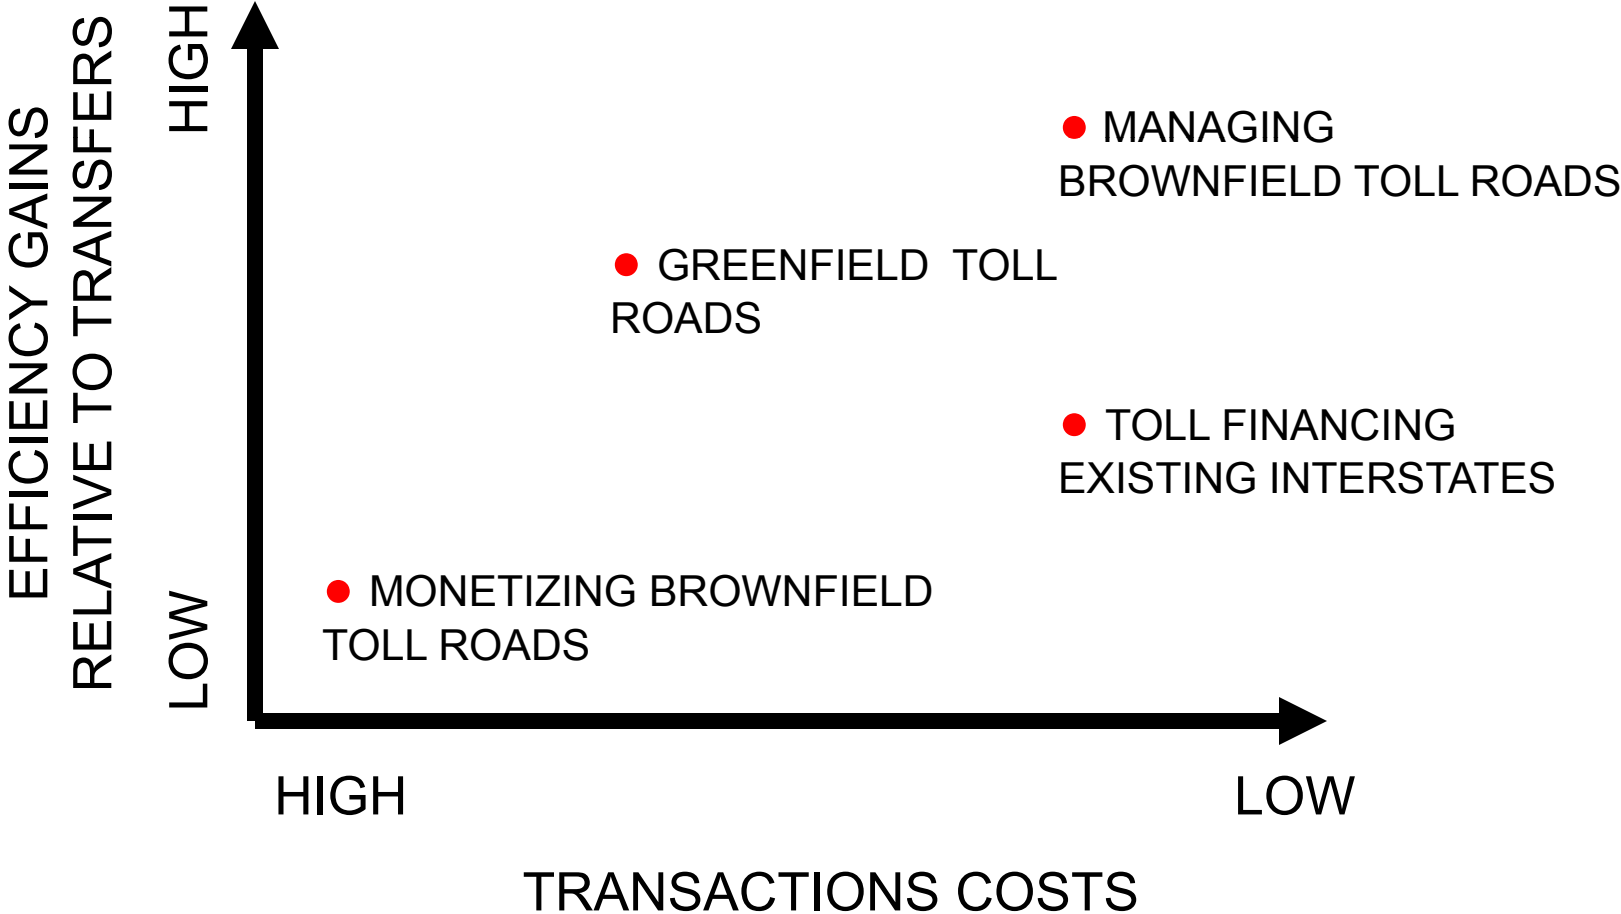 EFFICIENCY GAINS
RELATIVE TO TRANSFERS
HIGH
LOW
● MANAGING
BROWNFIELD TOLL ROADS
● GREENFIELD TOLL
ROADS
● TOLL FINANCING
EXISTING INTERSTATES
● MONETIZING BROWNFIELD
TOLL ROADS
HIGH
LOW
TRANSACTIONS COSTS